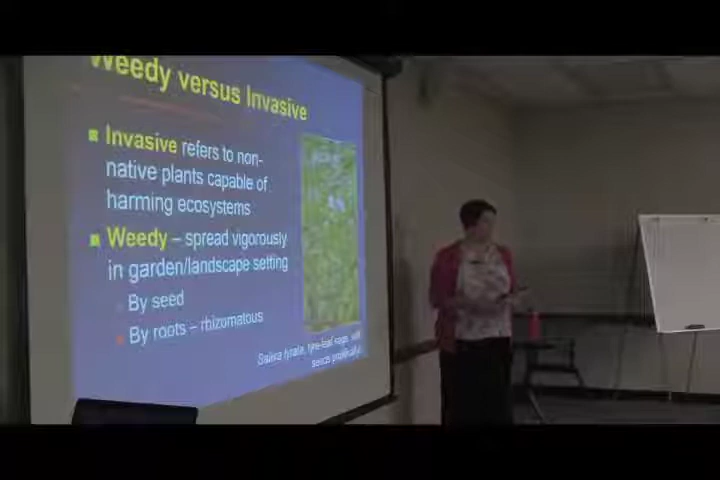 Weedy versus Invasive
Invasive refers to non-
native plants capable of
harming ecosystems
Weedy – spread vigorously
in garden/landscape setting
By seed
By roots – rhizomatous
lyrata, lyre-leaf sage, will
seeds prolifically!